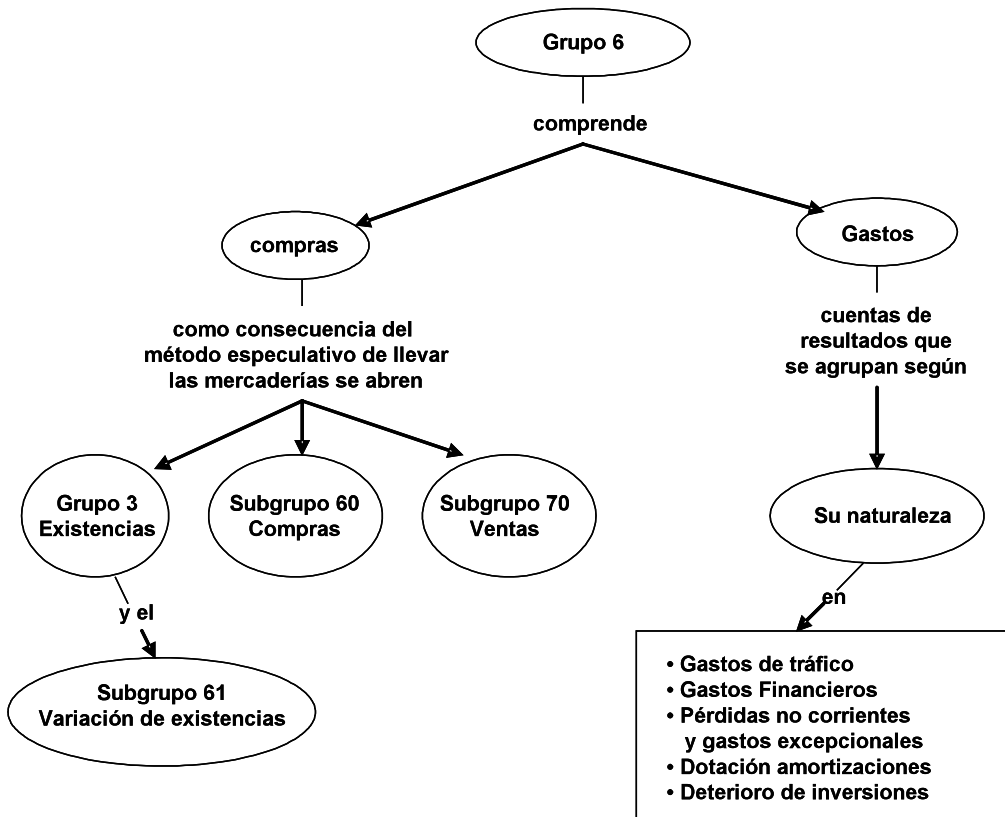 Grupo 6
comprende
compras
Gastos
como consecuencia del
método especulativo de llevar
las mercaderías se abren
cuentas de
resultados que
se agrupan según
Grupo 3
Existencias
Subgrupo 60
Compras
Subgrupo 70
Ventas
Su naturaleza
y el
en
Subgrupo 61
Variación de existencias
• Gastos de tráfico
• Gastos Financieros
• Pérdidas no corrientes
y gastos excepcionales
• Dotación amortizaciones
• Deterioro de inversiones